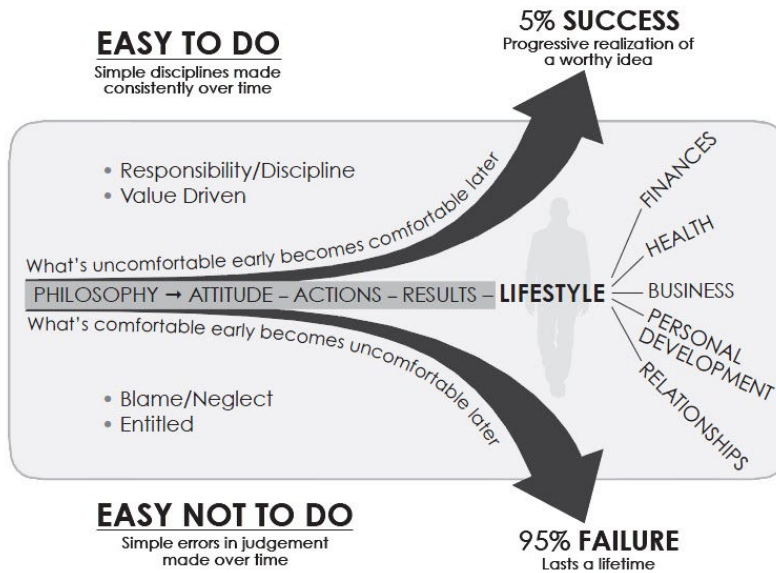 EASY TO DO
Simple disciplines made
consistently over time
5% SUCCESS
Progressive realization of
a worthy idea
• Responsibility/Discipline
• Value Driven
What's uncomfortable early becomes comfortable later
PHILOSOPHY → ATTITUDE – ACTIONS – RESULTS – LIFESTYLE
What's comfortable early becomes uncomfortable later
FINANCES
HEALTH
BUSINESS
PERSONAL
DEVELOPMENT
RELATIONSHIPS
• Blame/Neglect
• Entitled
EASY NOT TO DO
Simple errors in judgement
made over time
95% FAILURE
Lasts a lifetime